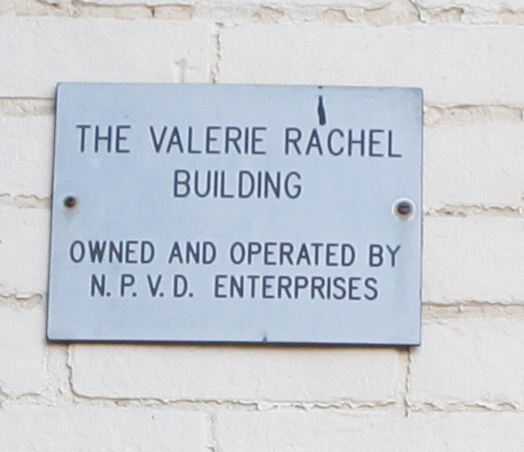 THE VALERIE RACHEL
BUILDING
OWNED AND OPERATED BY
N. P. V. D. ENTERPRISES